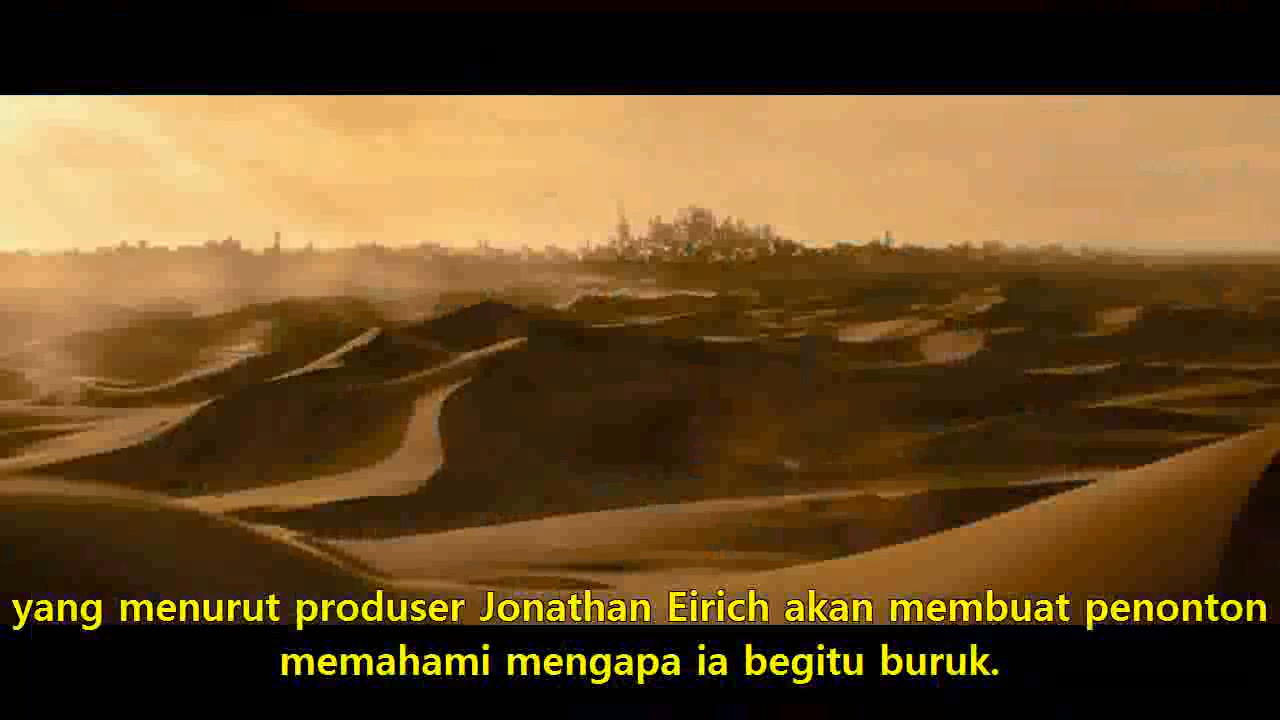 yang menurut produser Jonathan Eirich akan membuat penonton
memahami mengapa ia begitu buruk.